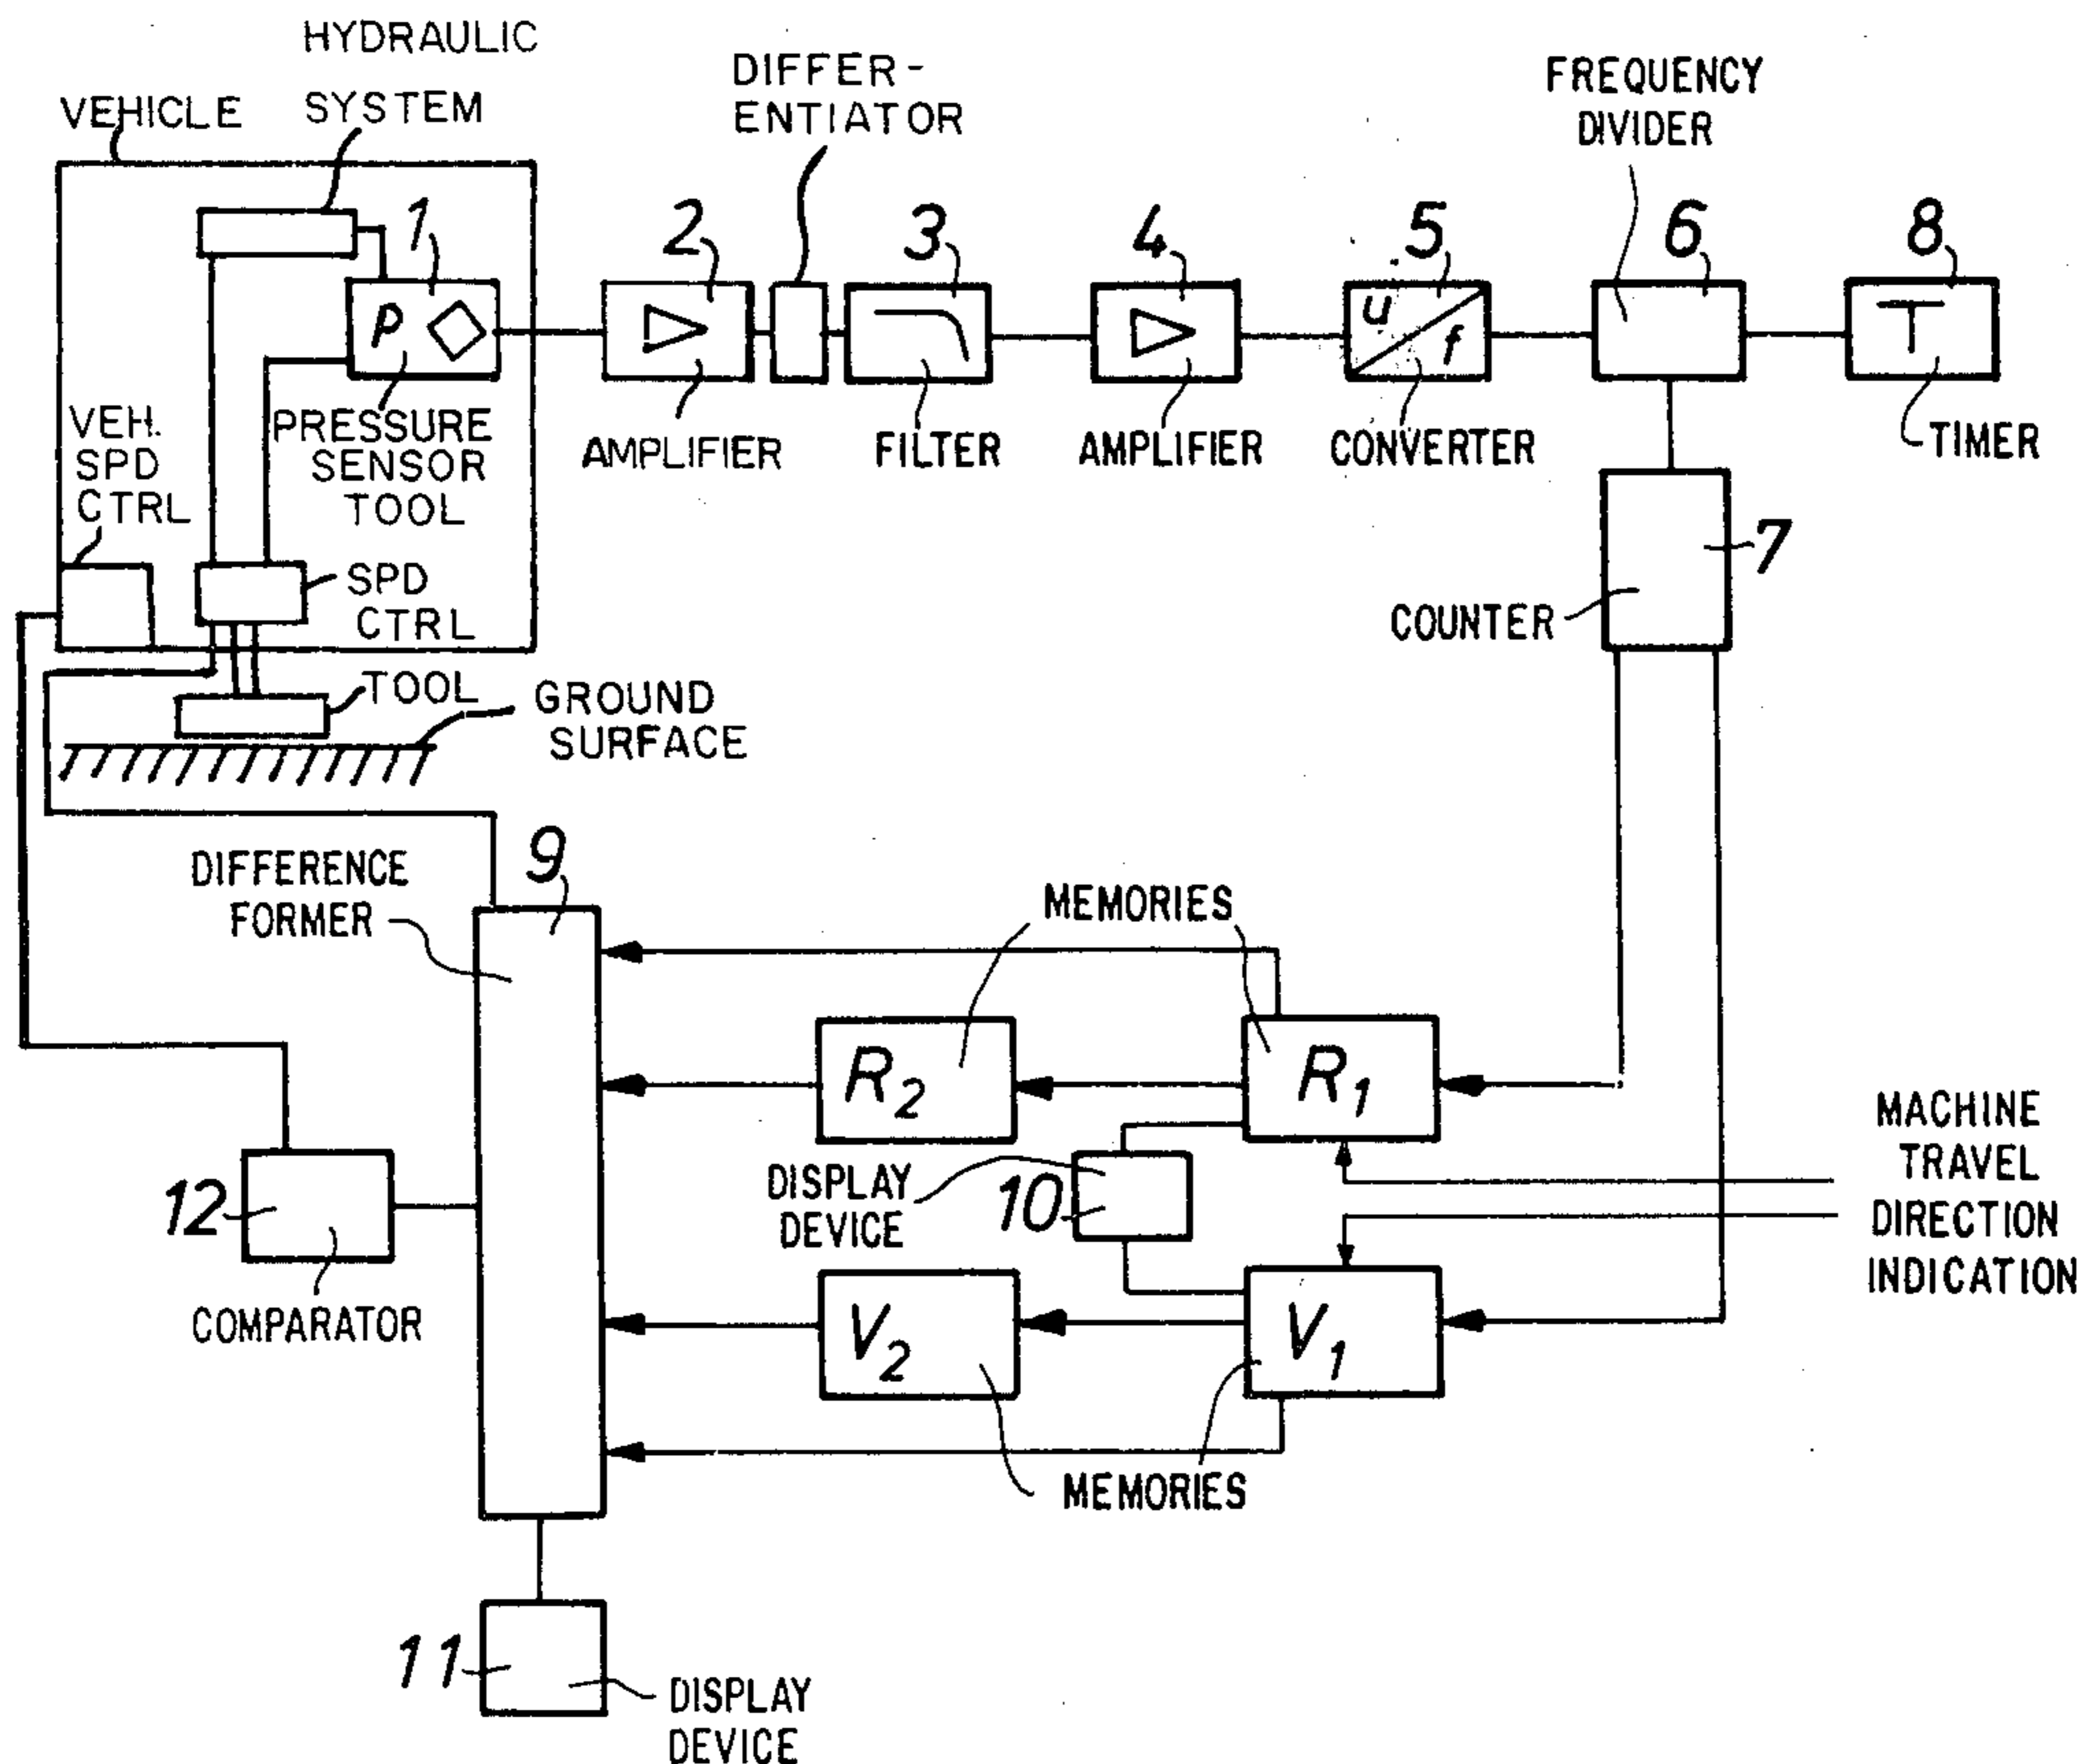 HYDRAULIC
SYSTEM
VEHICLE
DIFFER-
ENTIATOR
FREQUENCY
DIVIDER
1
2
3
4
5
6
8
P
u
f
T
VEH.
SPD
CTRL
PRESSURE
SENSOR
TOOL
AMPLIFIER
FILTER
AMPLIFIER
CONVERTER
TIMER
7
COUNTER
SPD
CTRL
TOOL
GROUND
SURFACE
DIFFERENCE
FORMER
9
MEMORIES
R2
R1
MACHINE
TRAVEL
DIRECTION
INDICATION
DISPLAY
DEVICE
10
12
COMPARATOR
V2
V1
MEMORIES
11
DISPLAY
DEVICE